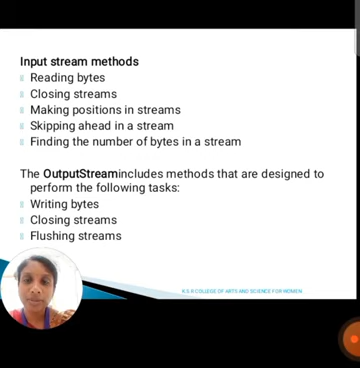 Input stream methods
Reading bytes
Closing streams
Making positions in streams
Skipping ahead in a stream
Finding the number of bytes in a stream
The OutputStreamincludes methods that are designed to
perform the following tasks:
Writing bytes
Closing streams
Flushing streams
K.S.R COLLEGE OF ARTS AND SCIENCE FOR WOMEN